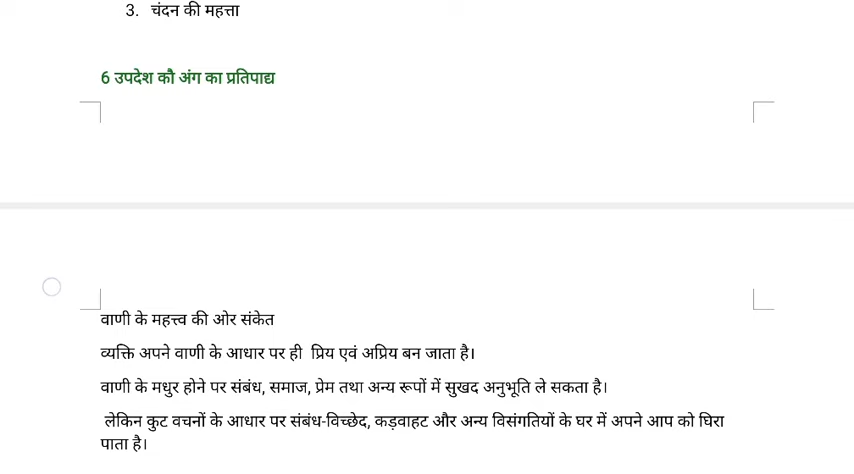 3. चंदन की महत्ता
6 उपदेश कौ अंग का प्रतिपाद्य
वाणी के महत्त्व की ओर संकेत
व्यक्ति अपने वाणी के आधार पर ही प्रिय एवं अप्रिय बन जाता है।
वाणी के मधुर होने पर संबंध, समाज, प्रेम तथा अन्य रूपों में सुखद अनुभूति ले सकता है।
लेकिन कुट वचनों के आधार पर संबंध-विच्छेद, कड़वाहट और अन्य विसंगतियों के घर में अपने आप को घिरा
पाता है।